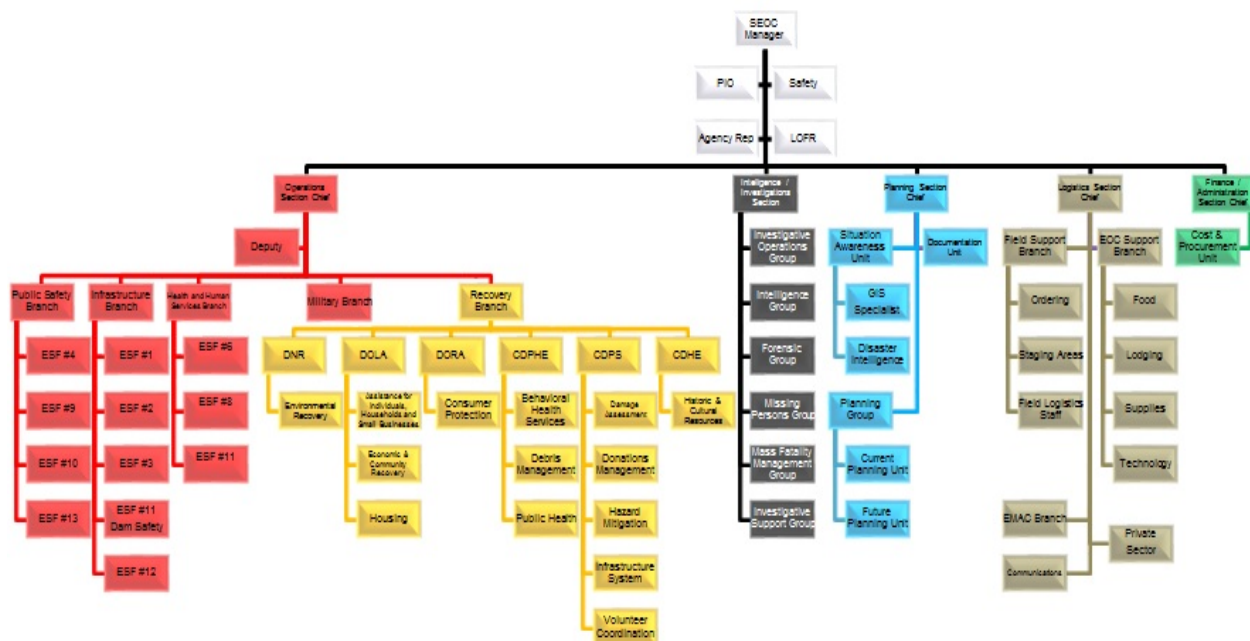 SEOC
Manager
PIO
Safety
Agency Rep
LOFR
Operations
Section Chief
Intelligence /
Investigations
Section
Planning Section
Chief
Logistics Section
Chief
Finance /
Administration
Section Chief
Deputy
Public Safety
Branch
Infrastructure
Branch
Health and Human
Services Branch
Military Branch
Recovery
Branch
ESF #4
ESF #9
ESF #10
ESF #13
ESF #1
ESF #2
ESF #3
ESF #11
Dam Safety
ESF #12
ESF #6
ESF #8
ESF #11
DNR
DOLA
DORA
CDPHE
CDPS
CDHE
Environmental
Recovery
Assistance for
Individuals,
Households and
Small Businesses.
Economic &
Community
Recovery
Housing
Consumer
Protection
Behavioral
Health
Services
Debris
Management
Public Health
Damage
Assessment
Donations
Management
Hazard
Mitigation
Infrastructure
System
Volunteer
Coordination
Historic &
Cultural
Resources
Investigative
Operations
Group
Intelligence
Group
Forensic
Group
Missing
Persons Group
Mass Fatality
Management
Group
Investigative
Support Group
Situation
Awareness
Unit
Documentation
Unit
GIS
Specialist
Disaster
Intelligence
Planning
Group
Current
Planning Unit
Future
Planning Unit
Field Support
Branch
EOC Support
Branch
Ordering
Staging Areas
Field Logistics
Staff
Food
Lodging
Supplies
Technology
EMAC Branch
Private
Sector
Communications
Cost &
Procurement
Unit